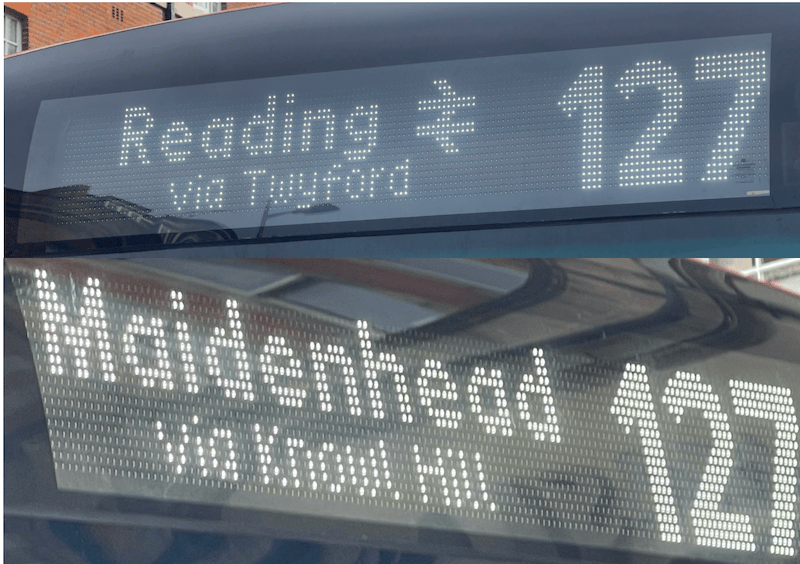 Reading 127
via Twyford
Maidenhead 127
via Knowl Hill